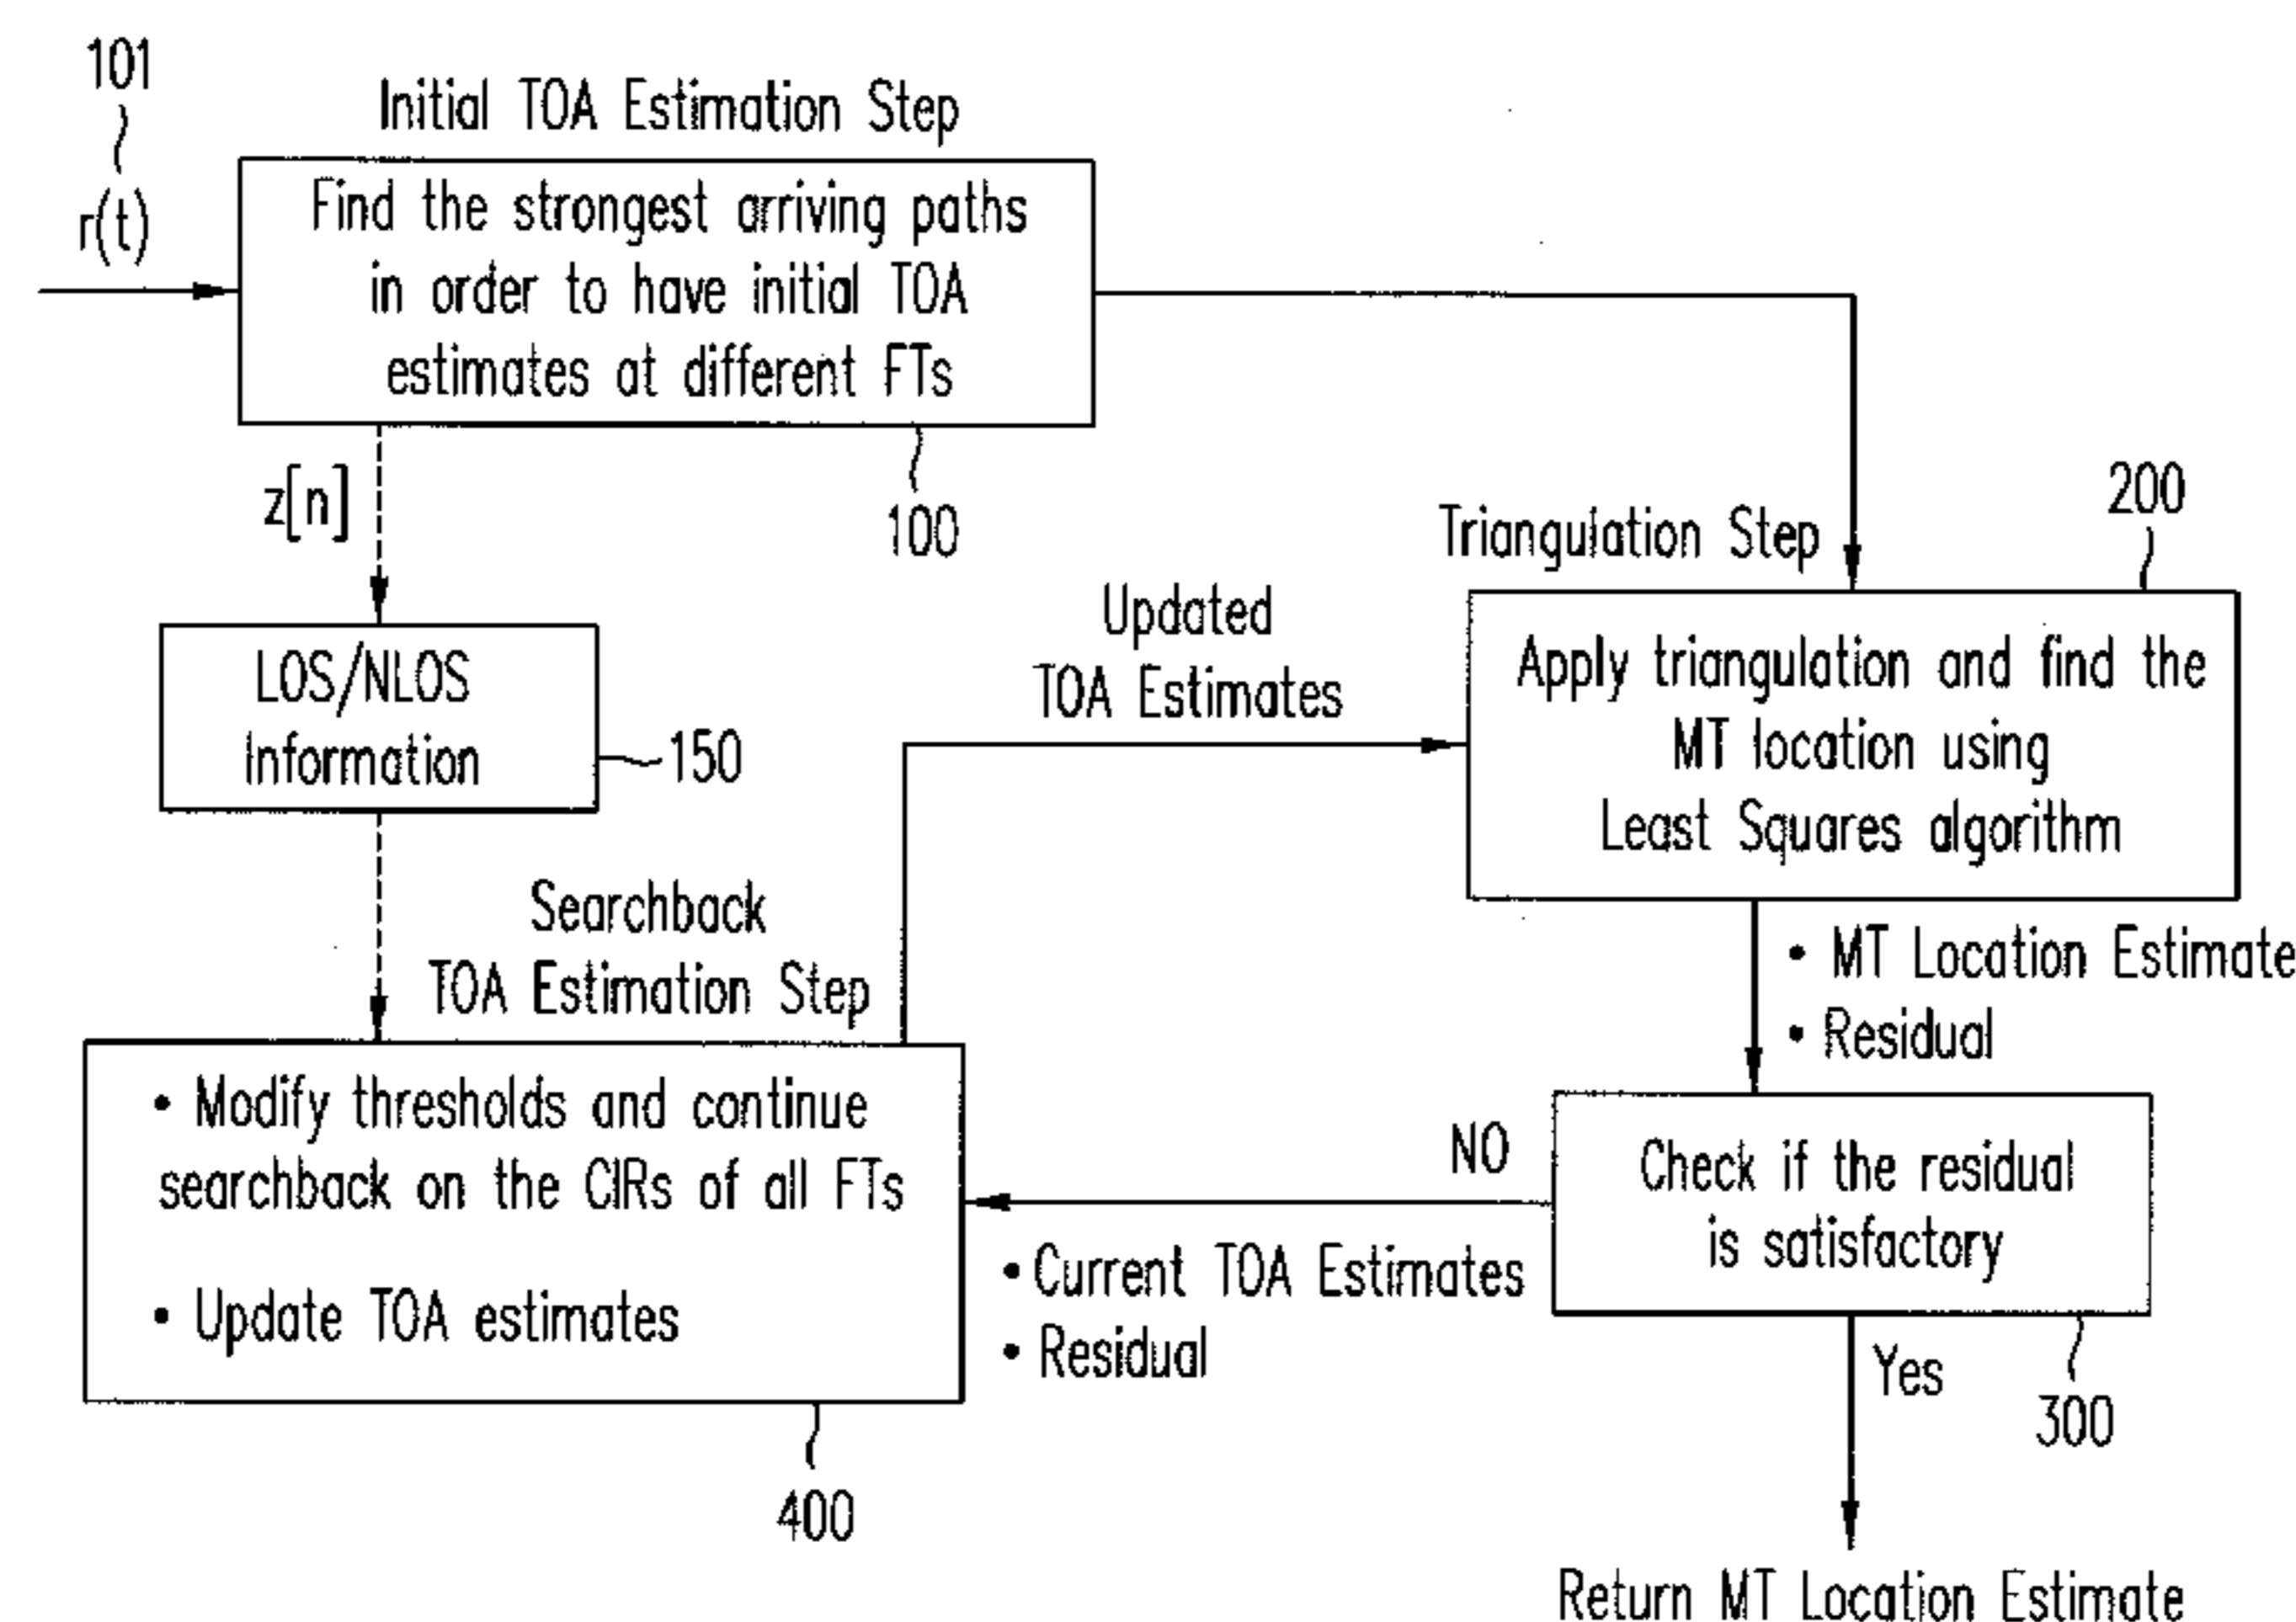 101
r(t)
Initial TOA Estimation Step
Find the strongest arriving paths
in order to have initial TOA
estimates at different FTs
100
z[n]
LOS/NLOS
Information
150
Triangulation Step
200
Apply triangulation and find the
MT location using
Least Squares algorithm
Updated
TOA Estimates
• MT Location Estimate
• Residual
Searchback
TOA Estimation Step
• Modify thresholds and continue
searchback on the CIRs of all FTs
• Update TOA estimates
400
NO
• Current TOA Estimates
• Residual
Check if the residual
is satisfactory
300
Yes
Return MT Location Estimate